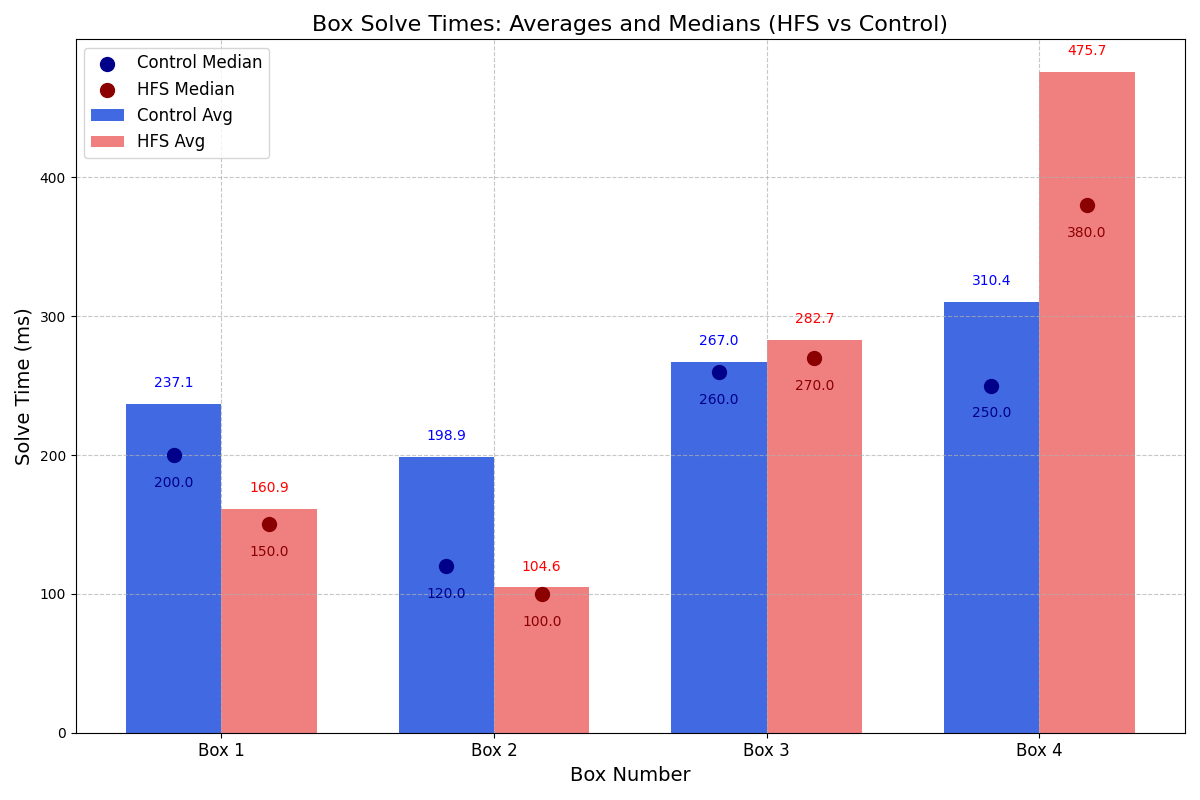 Box Solve Times: Averages and Medians (HFS vs Control)
Control Median
HFS Median
Control Avg
HFS Avg
Solve Time (ms)
400
300
200
100
0
237.1
200.0
160.9
150.0
198.9
120.0
104.6
100.0
267.0
260.0
282.7
270.0
310.4
250.0
475.7
380.0
Box 1
Box 2
Box 3
Box 4
Box Number